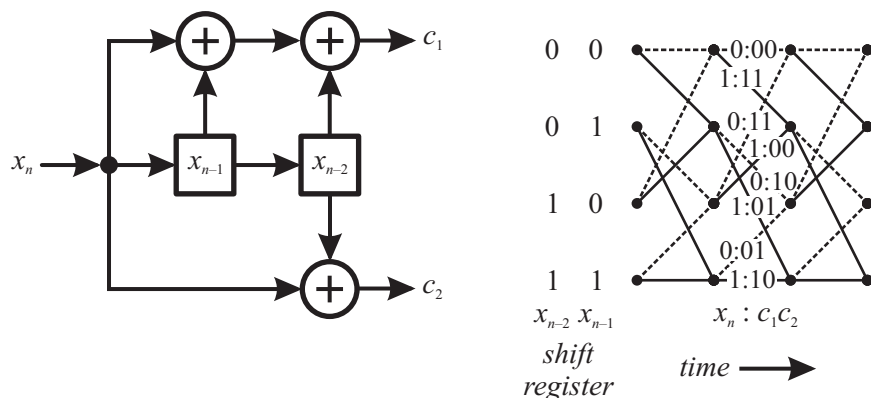 c₁
xₙ
xₙ₋₁
xₙ₋₂
c₂
0 0
0 1
1 0
1 1
0:00
1:11
0:11
1:00
0:10
1:01
0:01
1:10
xₙ₋₂ xₙ₋₁
xₙ : c₁c₂
shift
register
time